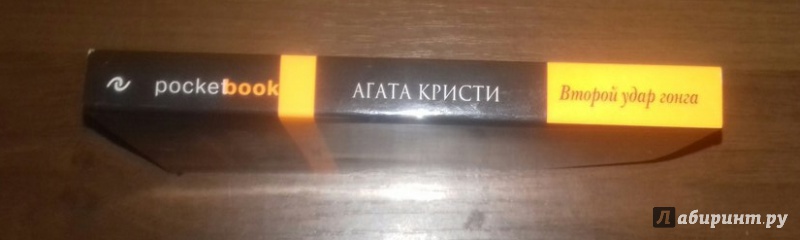 pocketbook
АГАТА КРИСТИ
Второй удар гонга
Лабиринт.ру